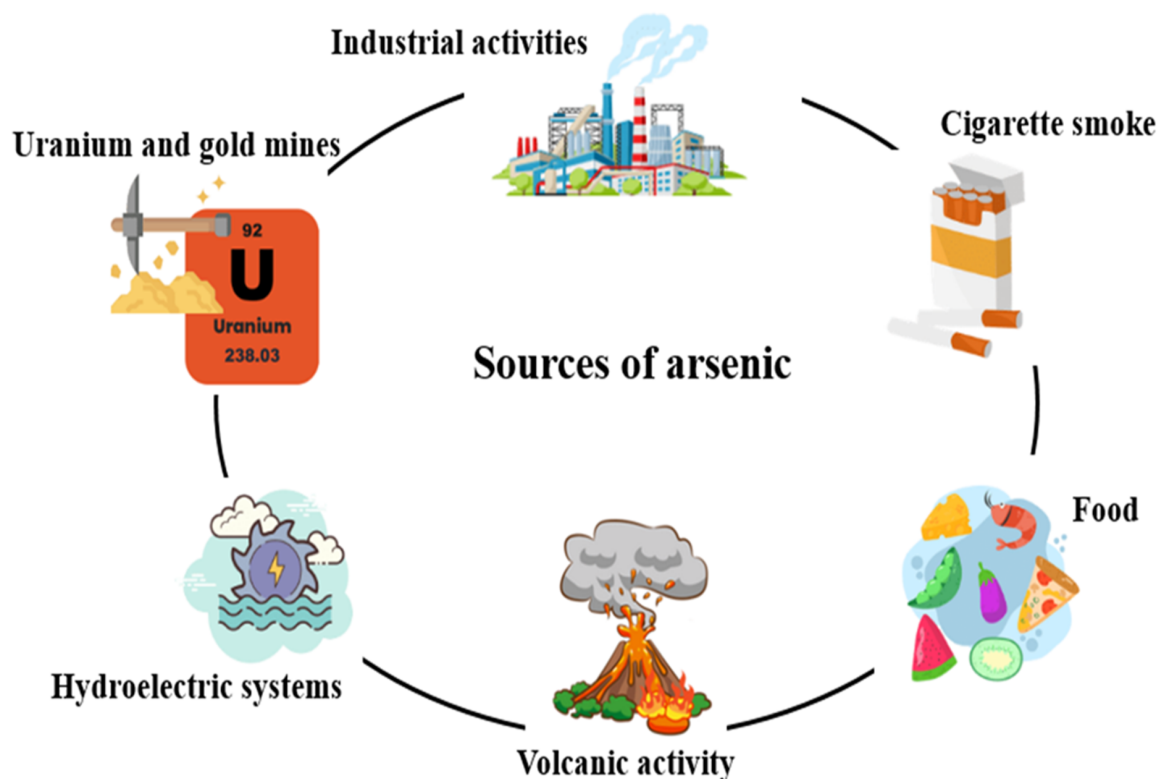 Industrial activities
Cigarette smoke
Uranium and gold mines
92
U
Uranium
238.03
Sources of arsenic
Food
Hydroelectric systems
Volcanic activity